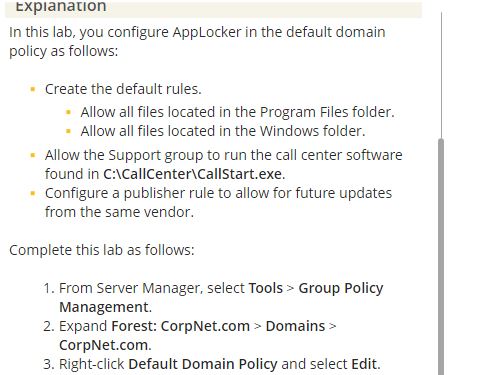 Explanation
In this lab, you configure AppLocker in the default domain
policy as follows:
▪ Create the default rules.
▪ Allow all files located in the Program Files folder.
▪ Allow all files located in the Windows folder.
▪ Allow the Support group to run the call center software
found in C:\CallCenter\CallStart.exe.
▪ Configure a publisher rule to allow for future updates
from the same vendor.
Complete this lab as follows:
1. From Server Manager, select Tools > Group Policy
Management.
2. Expand Forest: CorpNet.com > Domains >
CorpNet.com.
3. Right-click Default Domain Policy and select Edit.